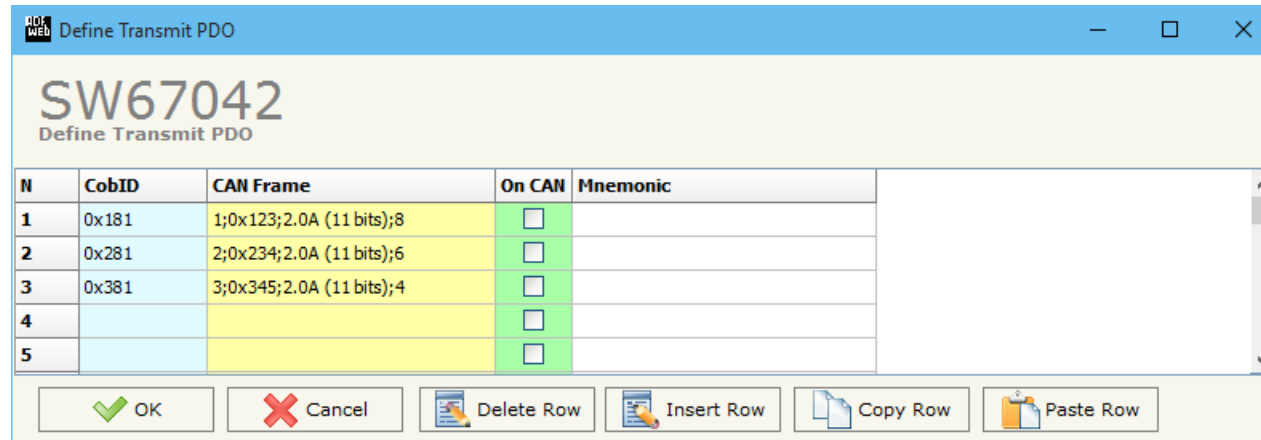 ADF
WEB Define Transmit PDO
SW67042
Define Transmit PDO
N CobID CAN Frame On CAN Mnemonic
1 0x181 1;0x123;2.0A (11 bits);8
2 0x281 2;0x234;2.0A (11 bits);6
3 0x381 3;0x345;2.0A (11 bits);4
4
5
OK Cancel Delete Row Insert Row Copy Row Paste Row